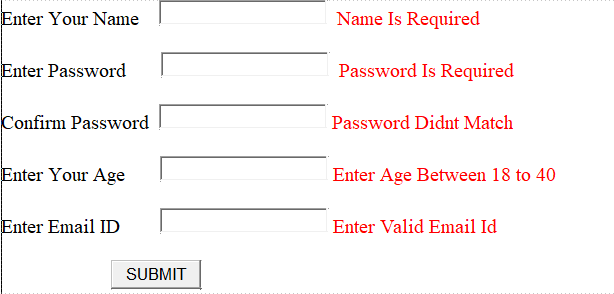 Enter Your Name Name Is Required
Enter Password Password Is Required
Confirm Password Password Didnt Match
Enter Your Age Enter Age Between 18 to 40
Enter Email ID Enter Valid Email Id
SUBMIT